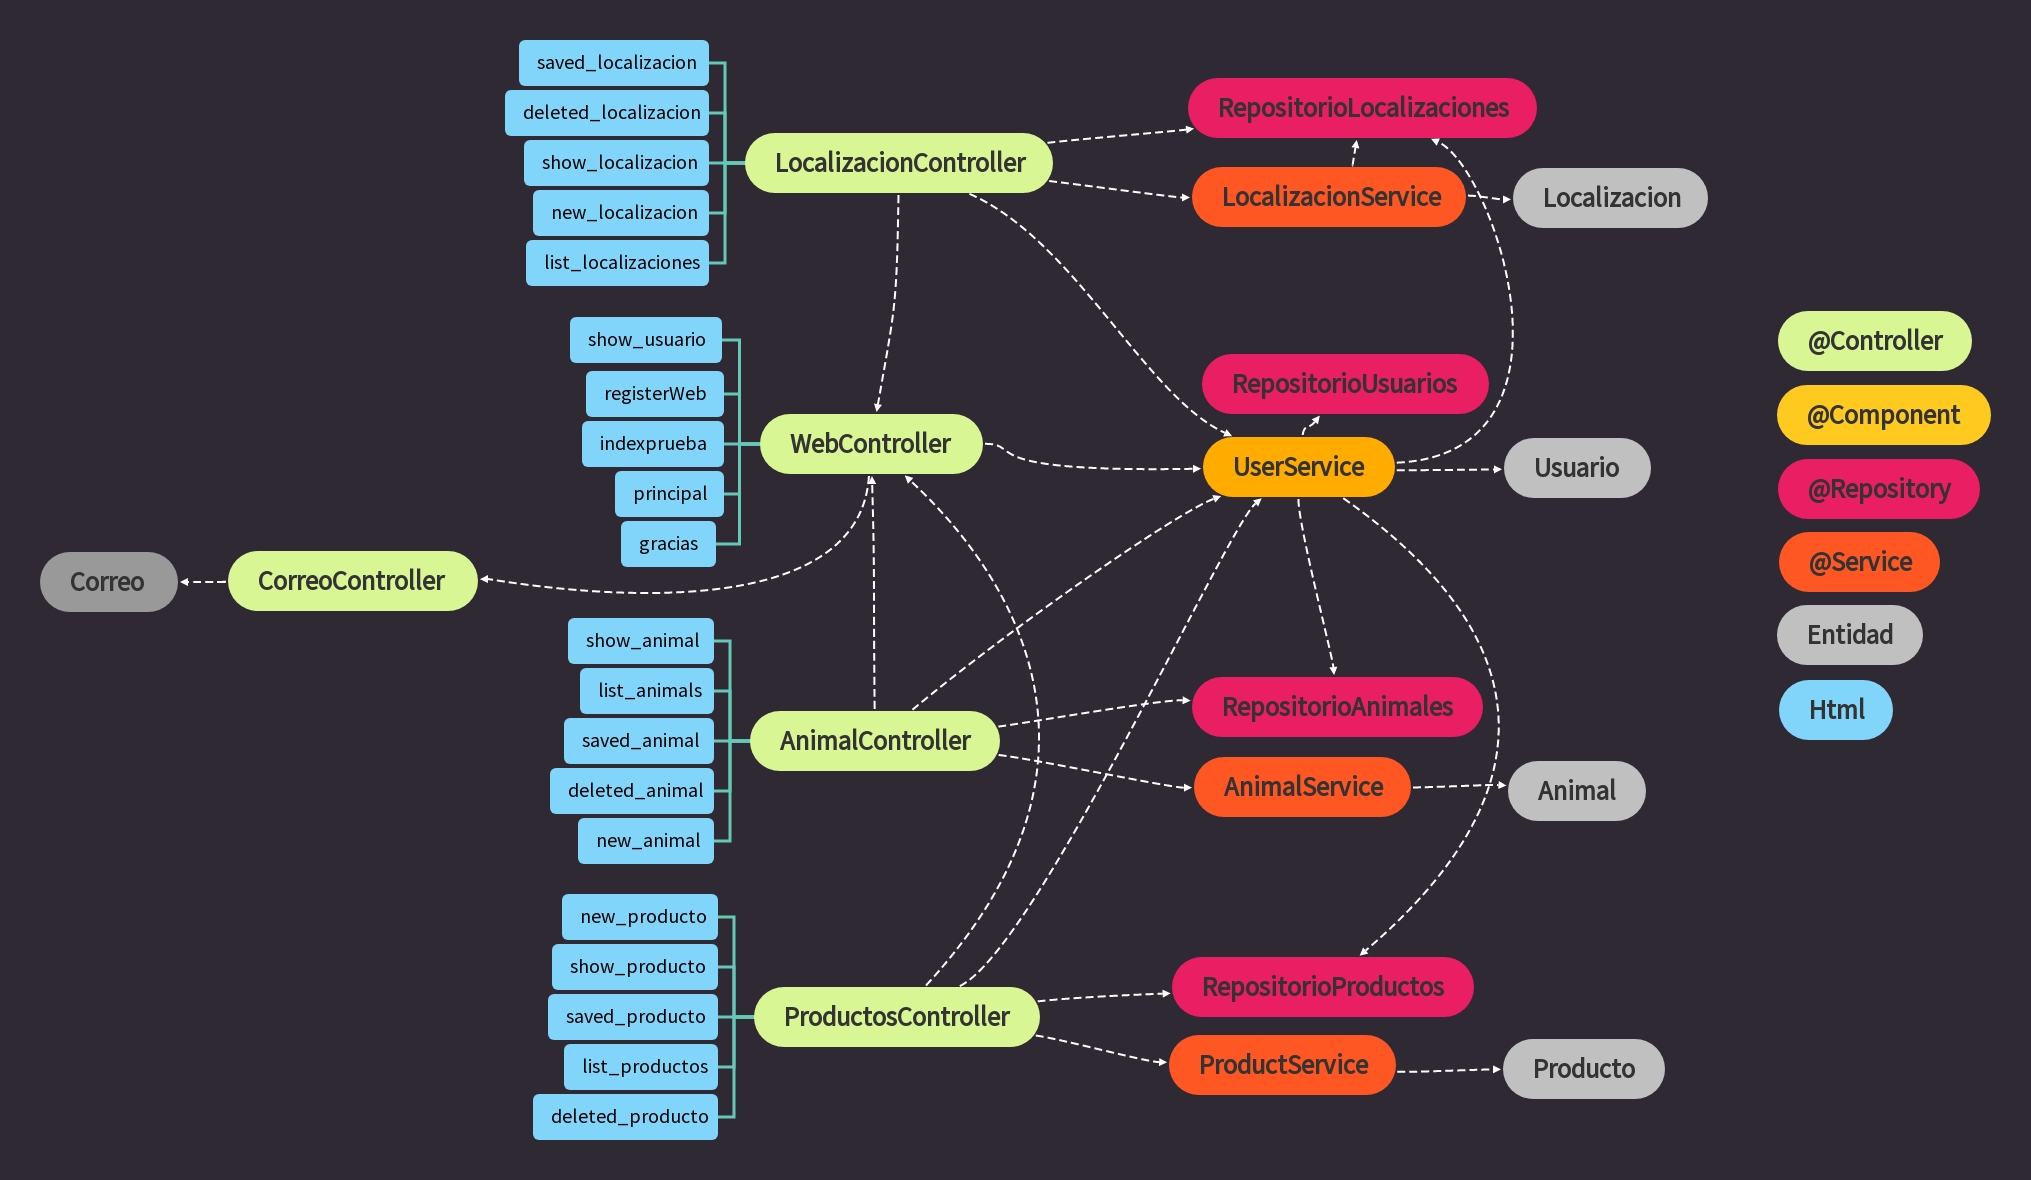 saved_localizacion
deleted_localizacion
show_localizacion
new_localizacion
list_localizaciones
LocalizacionController
RepositorioLocalizaciones
LocalizacionService
Localizacion
show_usuario
registerWeb
indexprueba
principal
gracias
WebController
RepositorioUsuarios
UserService
Usuario
Correo
CorreoController
show_animal
list_animals
saved_animal
deleted_animal
new_animal
AnimalController
RepositorioAnimales
AnimalService
Animal
new_producto
show_producto
saved_producto
list_productos
deleted_producto
ProductosController
RepositorioProductos
ProductService
Producto
@Controller
@Component
@Repository
@Service
Entidad
Html